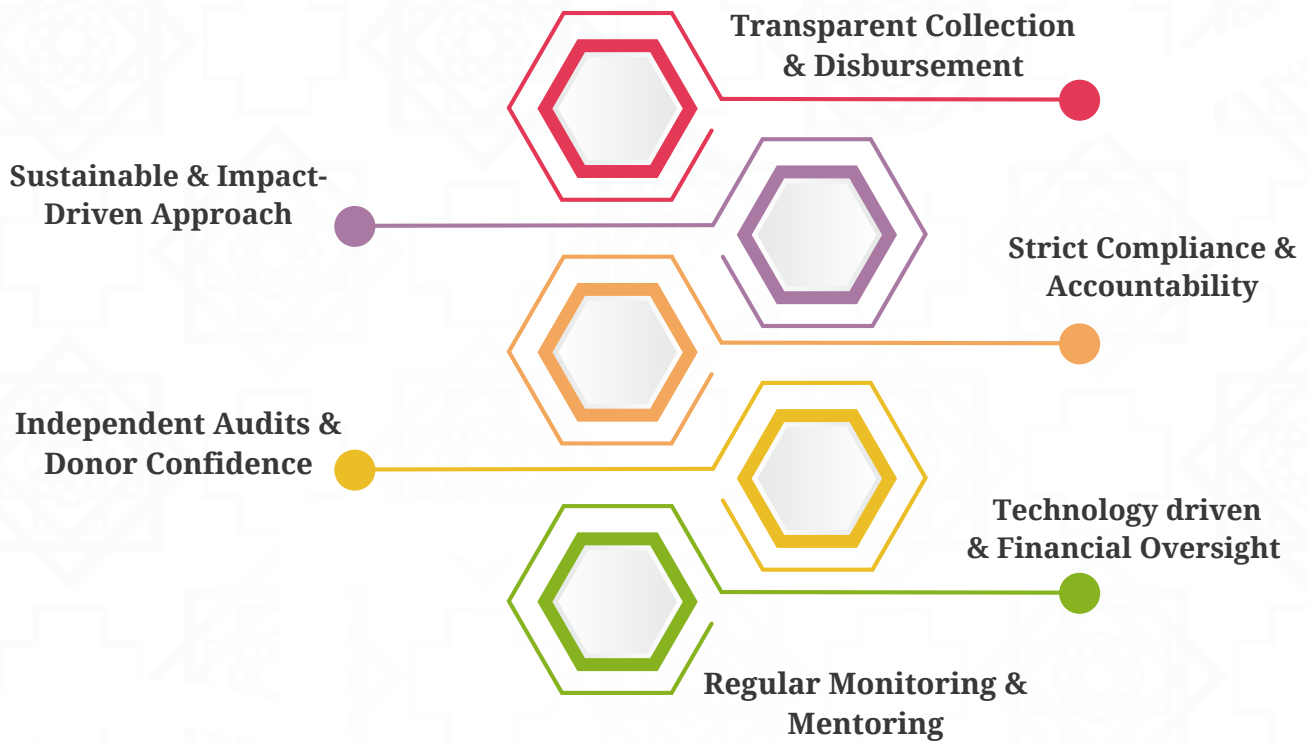 Transparent Collection
& Disbursement
Sustainable & Impact-
Driven Approach
Strict Compliance &
Accountability
Independent Audits &
Donor Confidence
Technology driven
& Financial Oversight
Regular Monitoring &
Mentoring